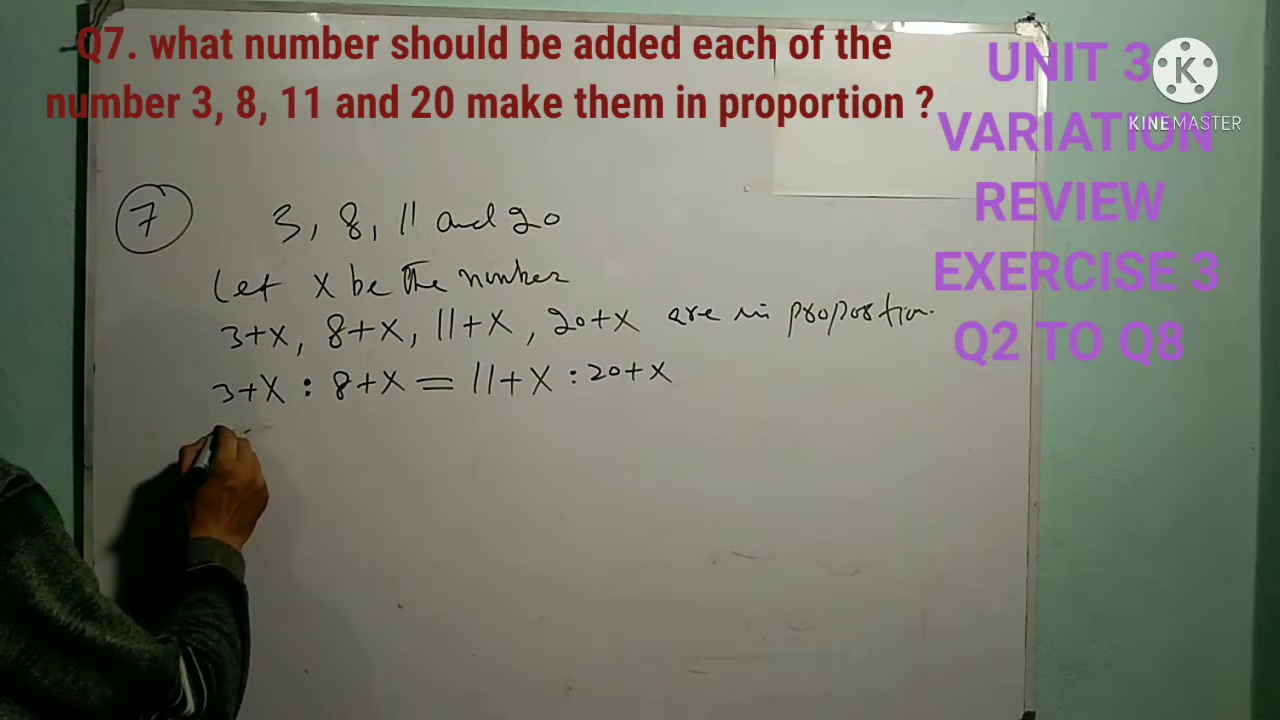 Q7. what number should be added each of the
number 3, 8, 11 and 20 make them in proportion ?
UNIT 3
VARIATION
REVIEW
EXERCISE 3
Q2 TO Q8
K
KINEMASTER
7
3, 8, 11 and 20
Let x be the number
3+x, 8+x, 11+x, 20+x are in proportion.
3+x : 8+x = 11+x : 20+x